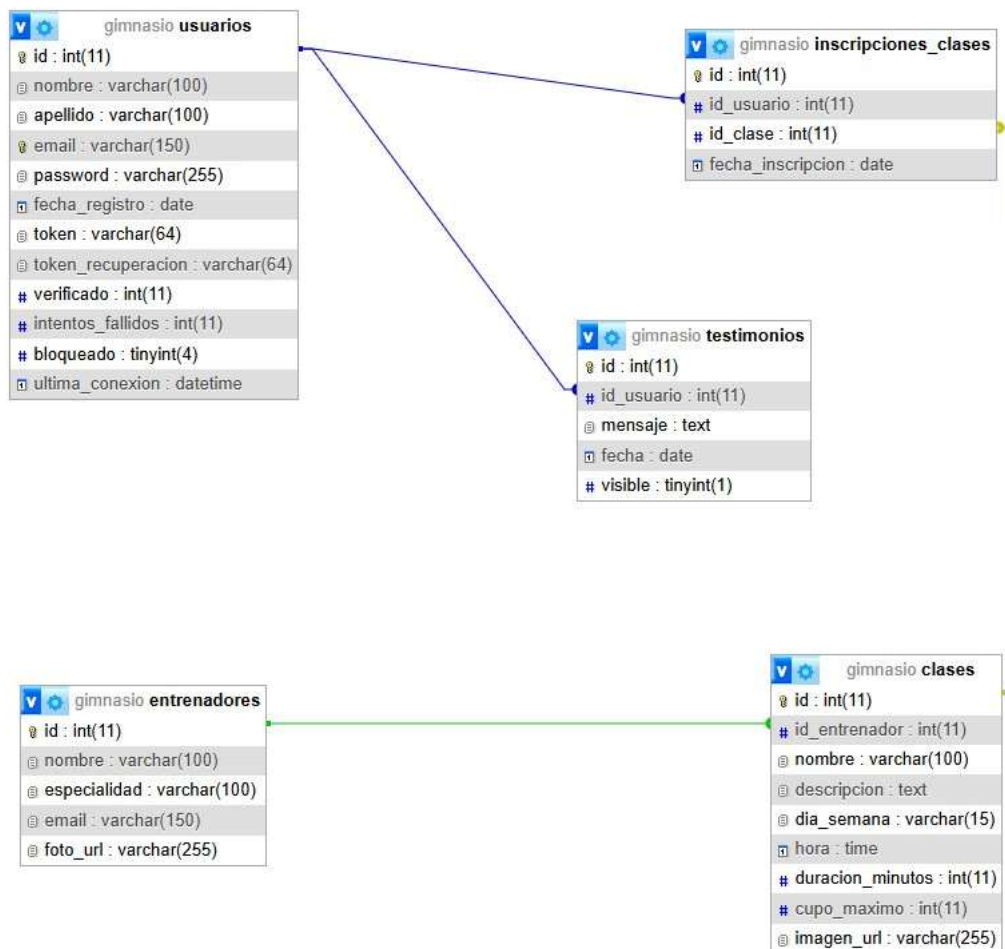 gimnasio usuarios
id : int(11)
nombre : varchar(100)
apellido : varchar(100)
email : varchar(150)
password : varchar(255)
fecha_registro : date
token : varchar(64)
token_recuperacion : varchar(64)
# verificado : int(11)
# intentos_fallidos : int(11)
# bloqueado : tinyint(4)
ultima_conexion : datetime
gimnasio inscripciones_clases
id : int(11)
# id_usuario : int(11)
# id_clase : int(11)
fecha_inscripcion : date
gimnasio testimonios
id : int(11)
# id_usuario : int(11)
mensaje : text
fecha : date
# visible : tinyint(1)
gimnasio entrenadores
id : int(11)
nombre : varchar(100)
especialidad : varchar(100)
email : varchar(150)
foto_url : varchar(255)
gimnasio clases
id : int(11)
# id_entrenador : int(11)
nombre : varchar(100)
descripcion : text
dia_semana : varchar(15)
hora : time
# duracion_minutos : int(11)
# cupo_maximo : int(11)
imagen_url : varchar(255)